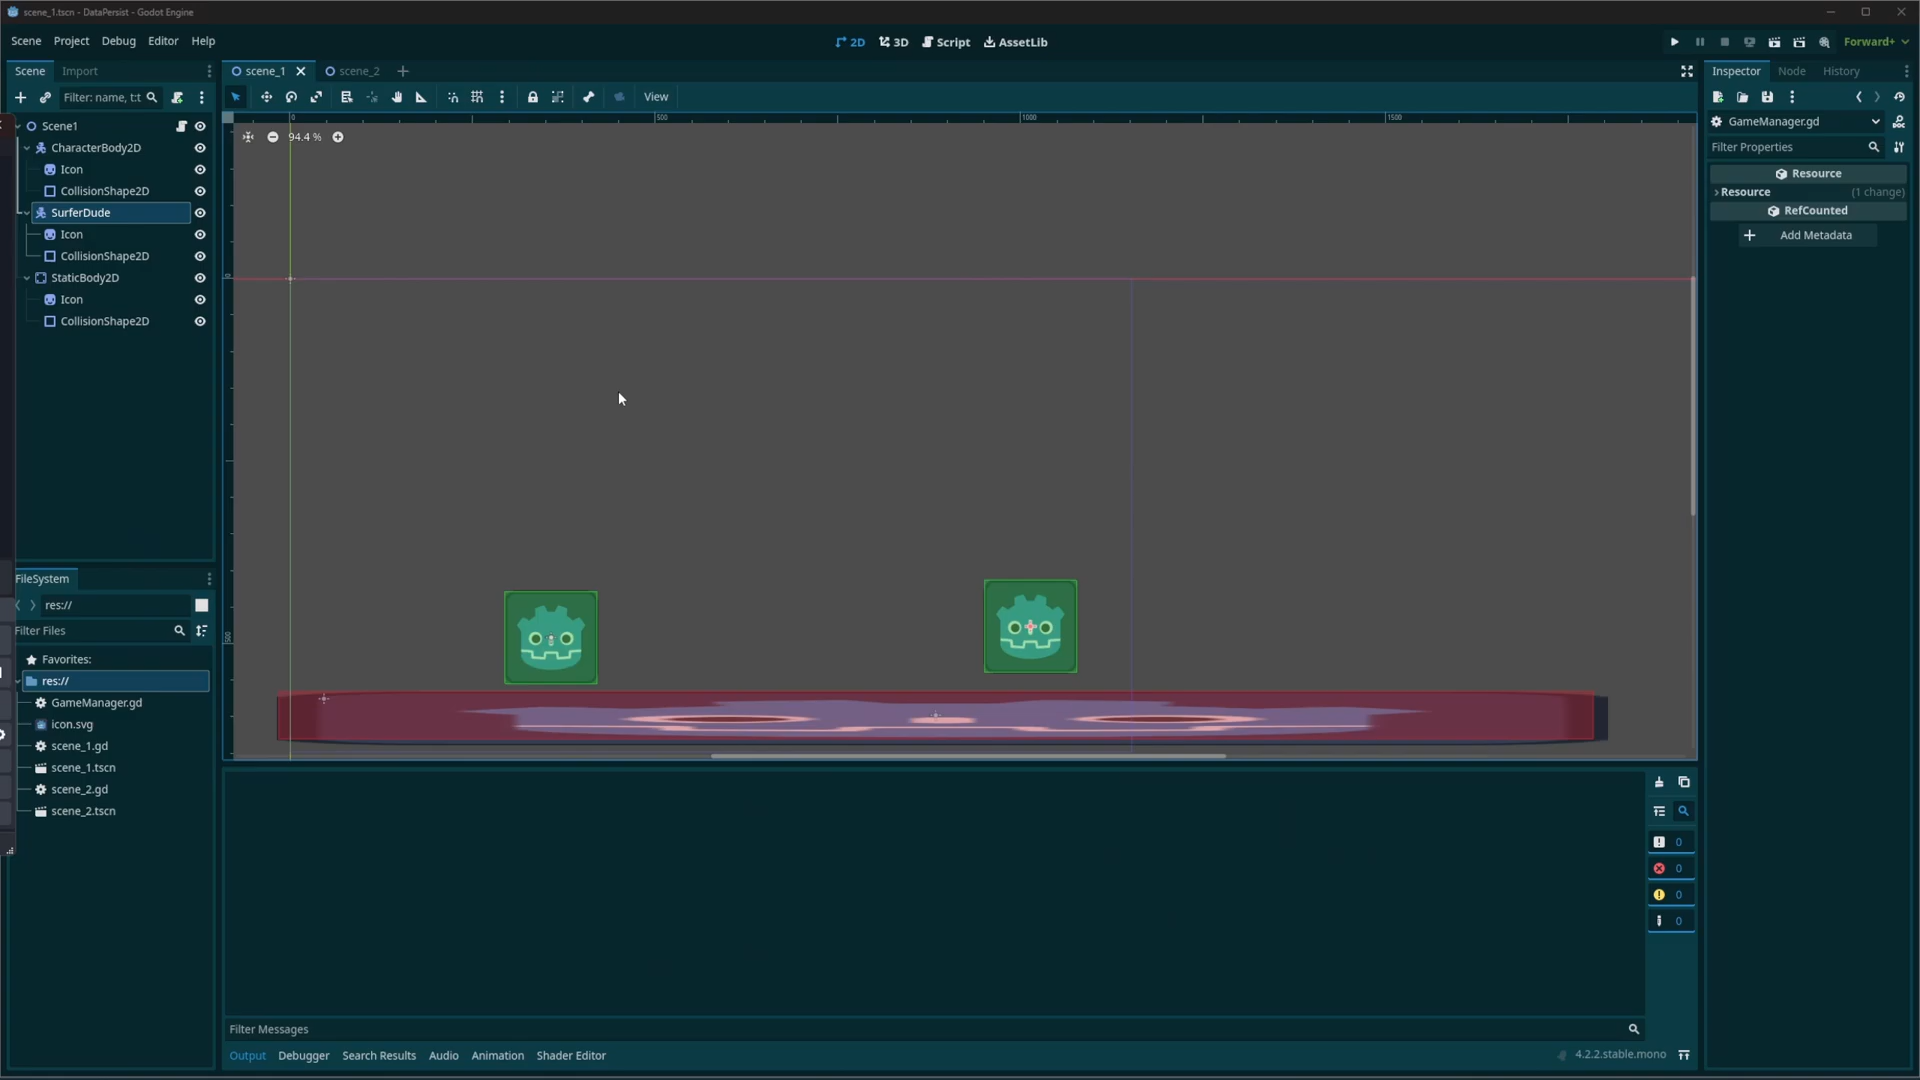 scene_1.tscn - DataPersist - Godot Engine
Scene Project Debug Editor Help
2D 3D Script AssetLib
Forward+
Scene Import
scene_1 scene_2
Inspector Node History
Filter: name, t:t
View
GameManager.gd
Filter Properties
Resource
Resource (1 change)
RefCounted
Add Metadata
Scene1
CharacterBody2D
Icon
CollisionShape2D
SurferDude
Icon
CollisionShape2D
StaticBody2D
Icon
CollisionShape2D
0 500 1000 1500
94.4 %
0
500
FileSystem
res://
Filter Files
Favorites:
res://
GameManager.gd
icon.svg
scene_1.gd
scene_1.tscn
scene_2.gd
scene_2.tscn
0
0
0
0
Filter Messages
Output Debugger Search Results Audio Animation Shader Editor
4.2.2.stable.mono